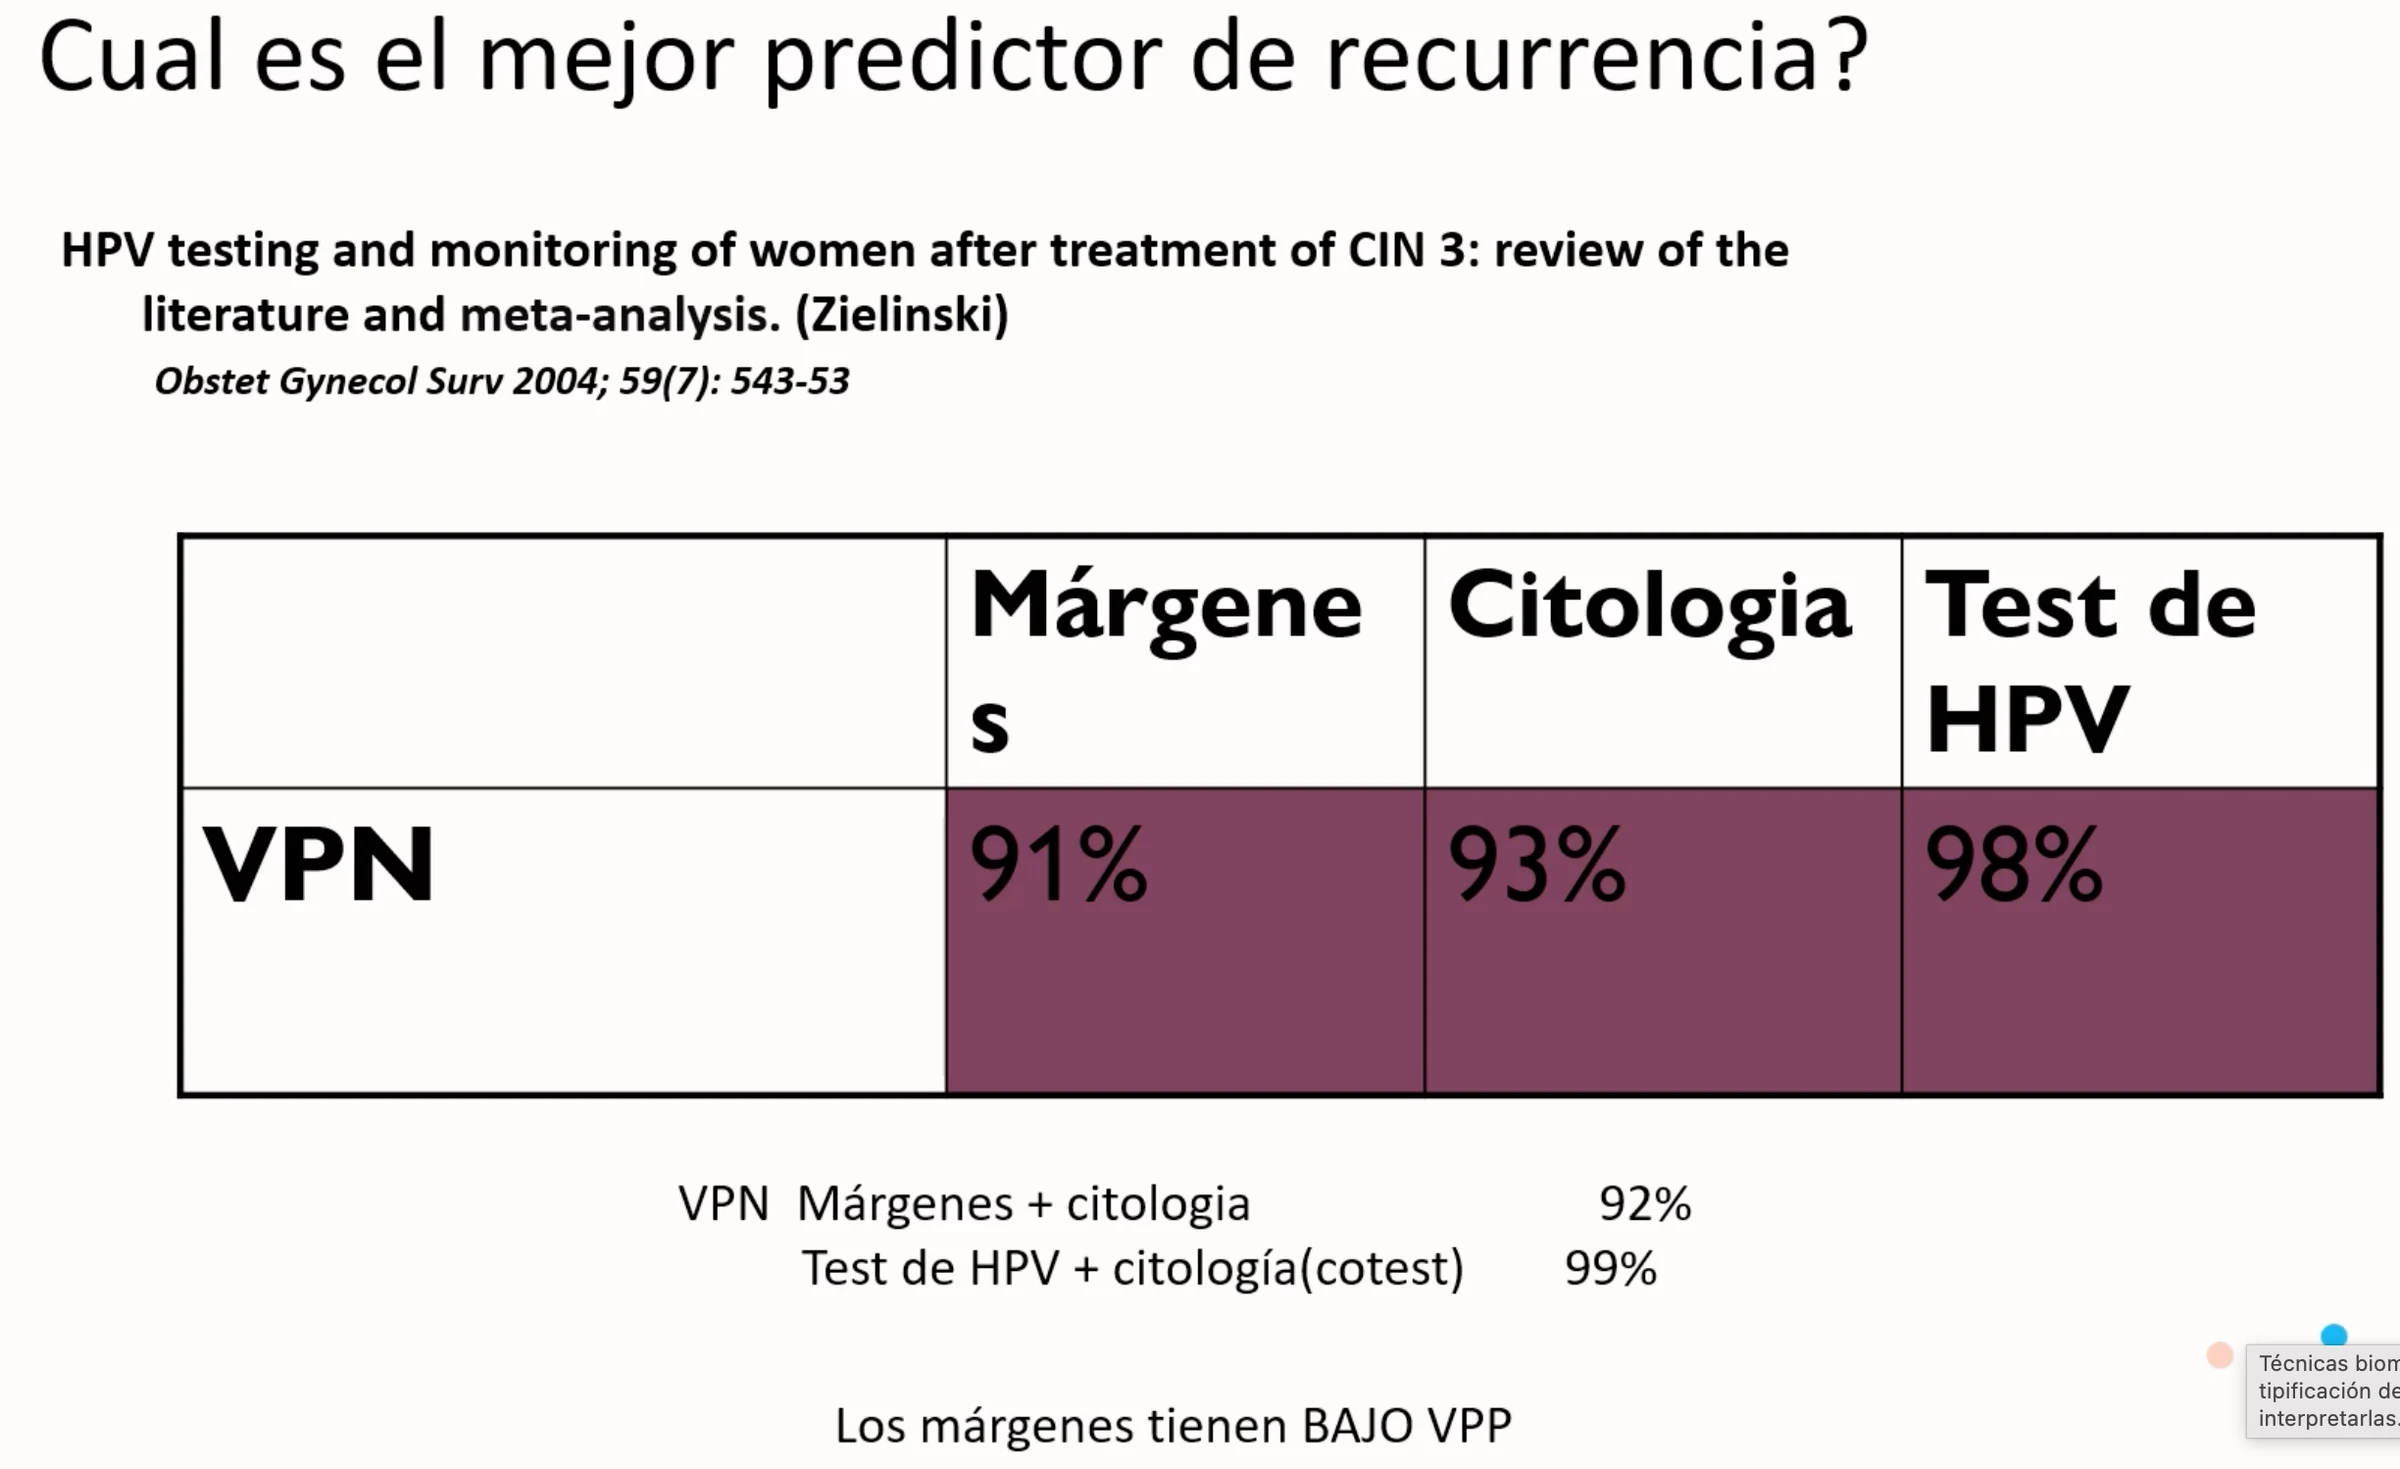 Cual es el mejor predictor de recurrencia?
HPV testing and monitoring of women after treatment of CIN 3: review of the
literature and meta-analysis. (Zielinski)
Obstet Gynecol Surv 2004; 59(7): 543-53
Márgene
s
Citologia
Test de
HPV
VPN
91%
93%
98%
VPN Márgenes + citologia 92%
Test de HPV + citología(cotest) 99%
Los márgenes tienen BAJO VPP
Técnicas
tipificación
interpretarlas.